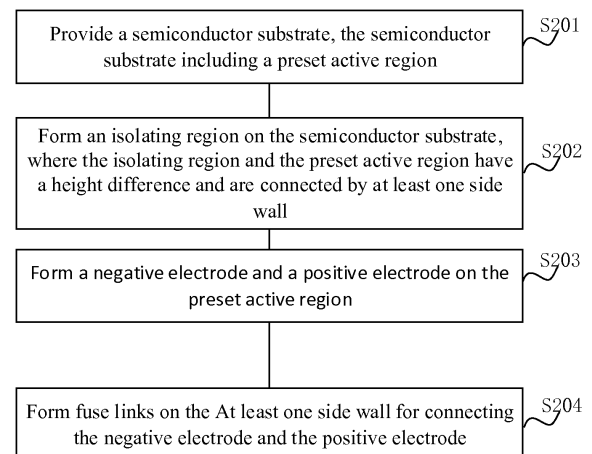 Provide a semiconductor substrate, the semiconductor
substrate including a preset active region
S201
Form an isolating region on the semiconductor substrate,
where the isolating region and the preset active region have
a height difference and are connected by at least one side
wall
S202
Form a negative electrode and a positive electrode on the
preset active region
S203
Form fuse links on the At least one side wall for connecting
the negative electrode and the positive electrode
S204